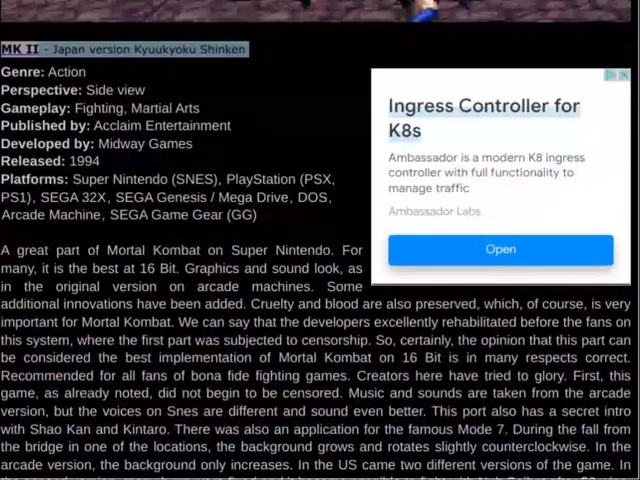 MK II - Japan version Kyuukyoku Shinken
Genre: Action
Perspective: Side view
Gameplay: Fighting, Martial Arts
Published by: Acclaim Entertainment
Developed by: Midway Games
Released: 1994
Platforms: Super Nintendo (SNES), PlayStation (PSX,
PS1), SEGA 32X, SEGA Genesis / Mega Drive, DOS,
Arcade Machine, SEGA Game Gear (GG)
Ingress Controller for
K8s
Ambassador is a modern K8 ingress
controller with full functionality to
manage traffic
Ambassador Labs
Open
A great part of Mortal Kombat on Super Nintendo. For
many, it is the best at 16 Bit. Graphics and sound look, as
in the original version on arcade machines. Some
additional innovations have been added. Cruelty and blood are also preserved, which, of course, is very
important for Mortal Kombat. We can say that the developers excellently rehabilitated before the fans on
this system, where the first part was subjected to censorship. So, certainly, the opinion that this part can
be considered the best implementation of Mortal Kombat on 16 Bit is in many respects correct.
Recommended for all fans of bona fide fighting games. Creators here have tried to glory. First, this
game, as already noted, did not begin to be censored. Music and sounds are taken from the arcade
version, but the voices on Snes are different and sound even better. This port also has a secret intro
with Shao Kan and Kintaro. There was also an application for the famous Mode 7. During the fall from
the bridge in one of the locations, the background grows and rotates slightly counterclockwise. In the
arcade version, the background only increases. In the US came two different versions of the game. In